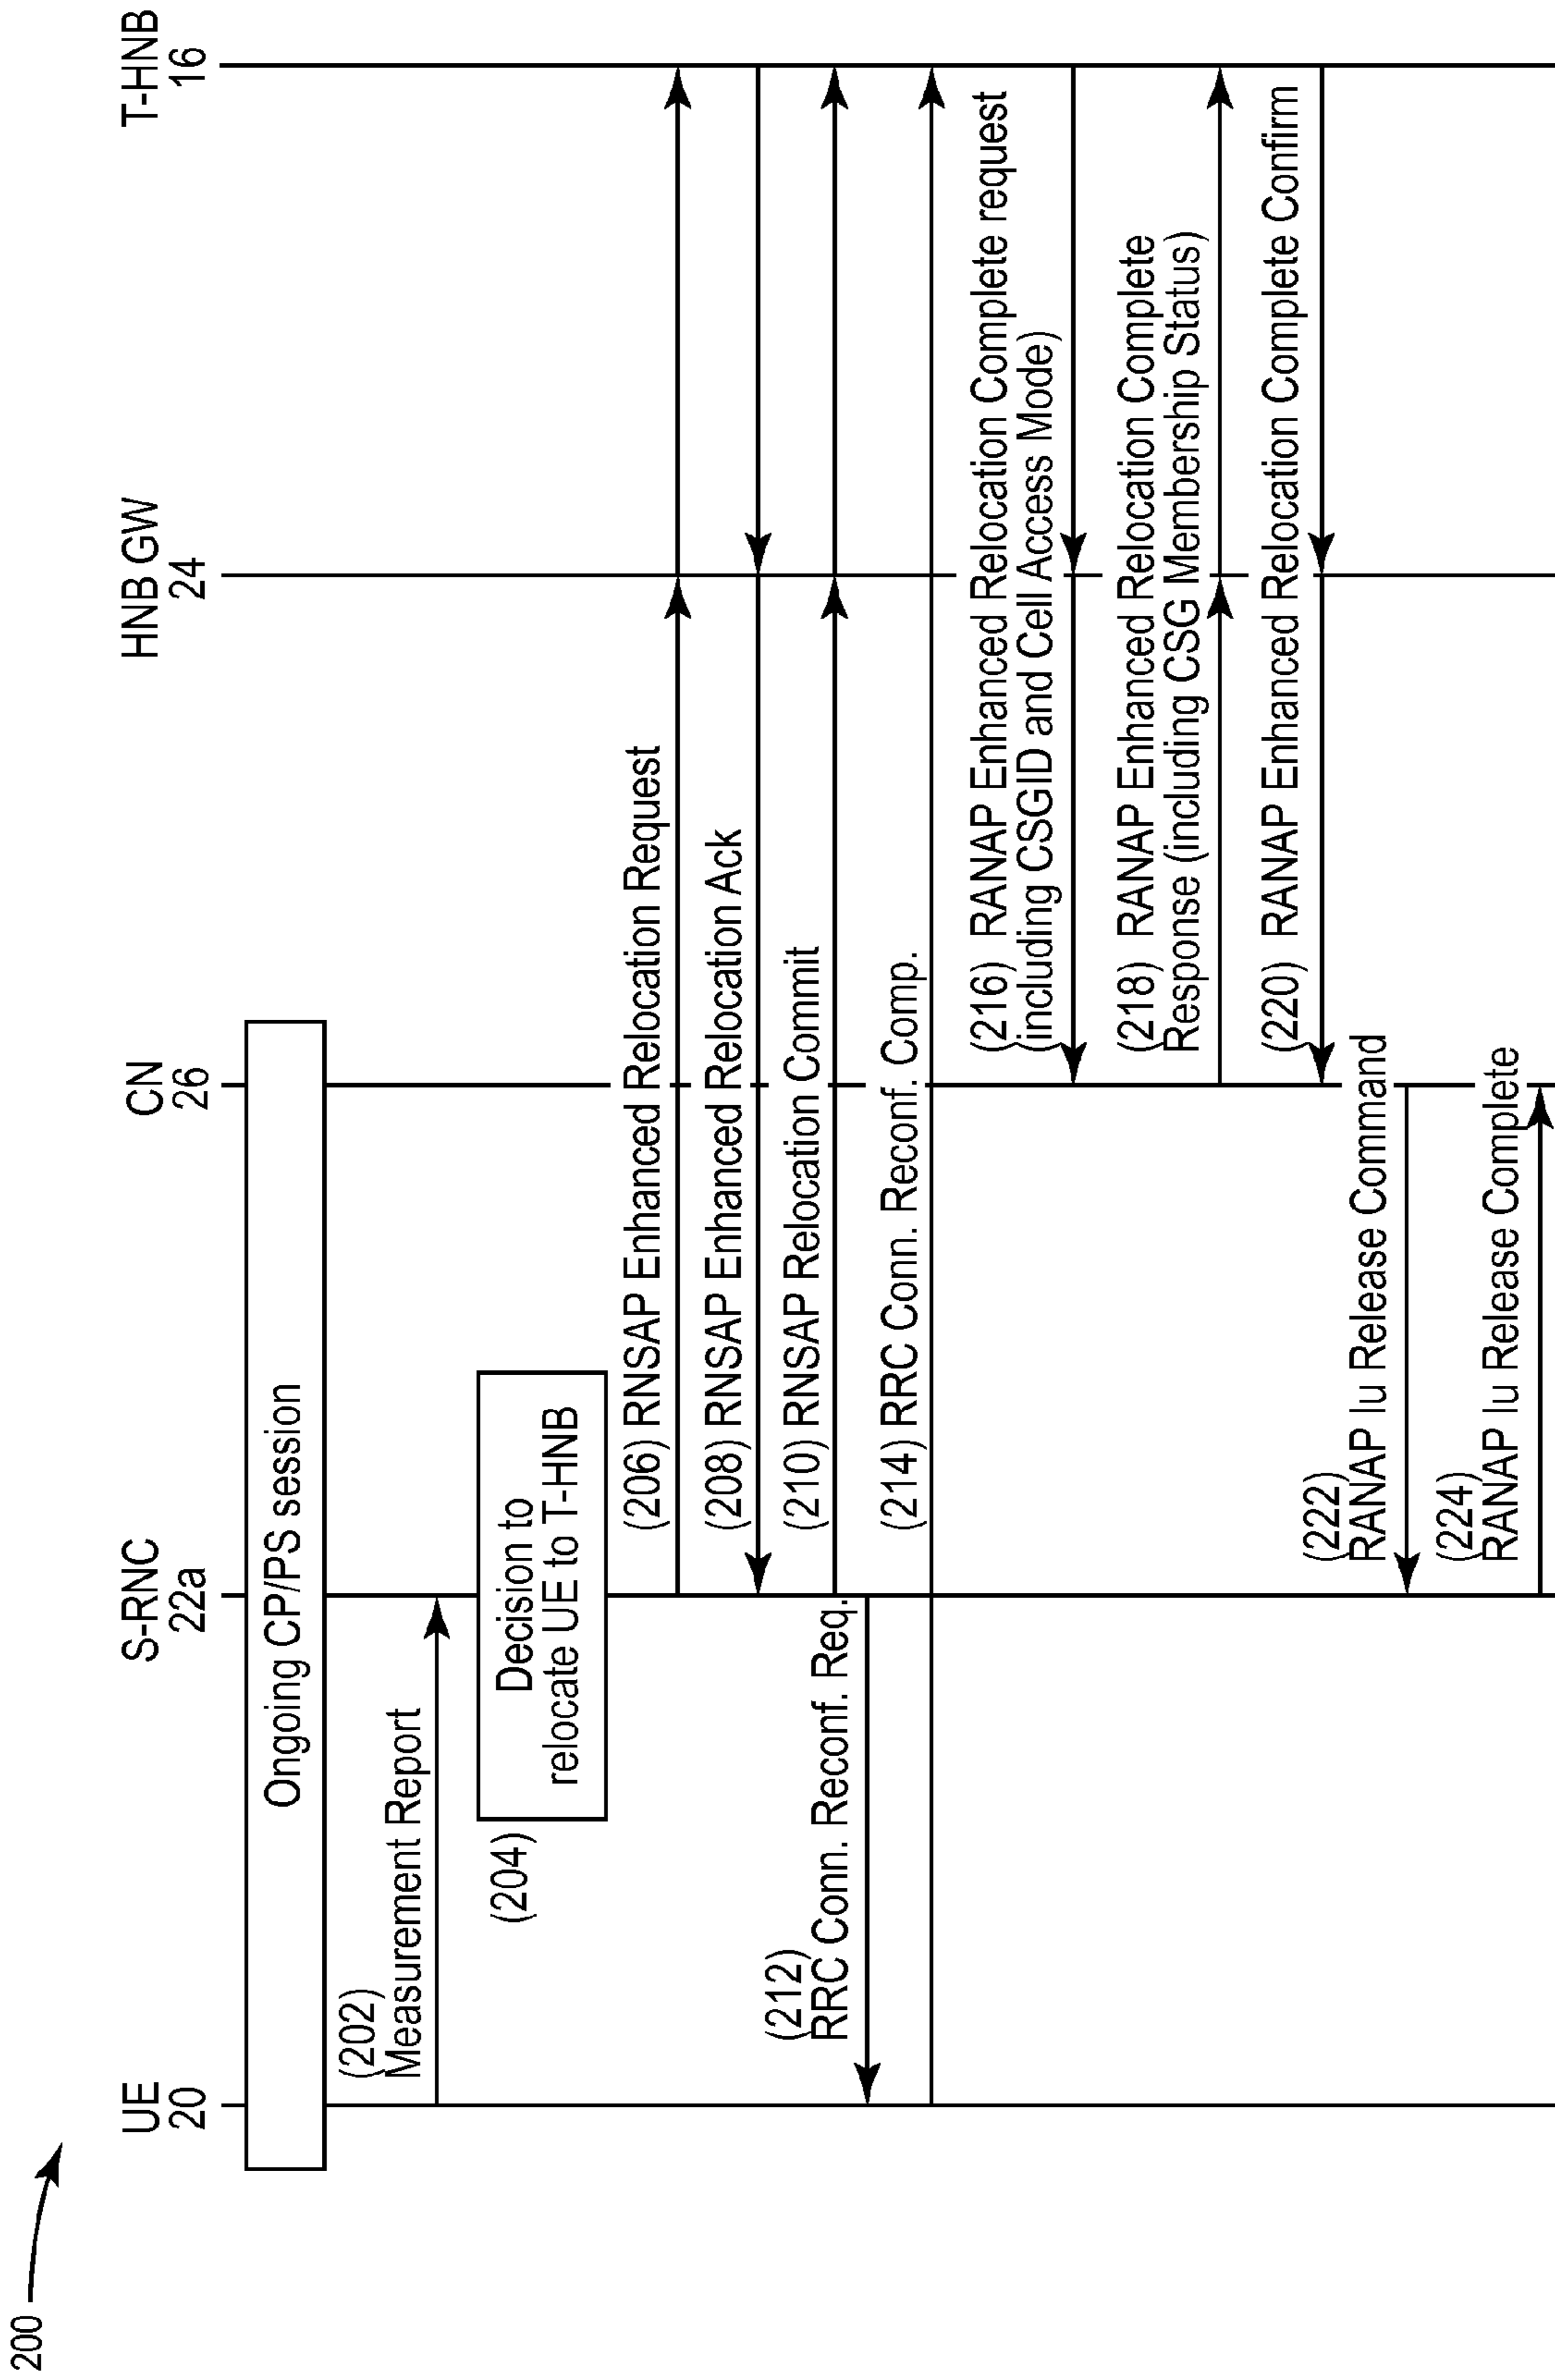 200
UE
20
S-RNC
22a
CN
26
HNB GW
24
T-HNB
16
Ongoing CP/PS session
(202)
Measurement Report
(204)
Decision to
relocate UE to T-HNB
(206) RNSAP Enhanced Relocation Request
(208) RNSAP Enhanced Relocation Ack
(210) RNSAP Relocation Commit
(212)
RRC Conn. Reconf. Req.
(214) RRC Conn. Reconf. Comp.
(216) RANAP Enhanced Relocation Complete request
(including CSGID and Cell Access Mode)
(218) RANAP Enhanced Relocation Complete
Response (including CSG Membership Status)
(220) RANAP Enhanced Relocation Complete Confirm
(222)
RANAP Iu Release Command
(224)
RANAP Iu Release Complete